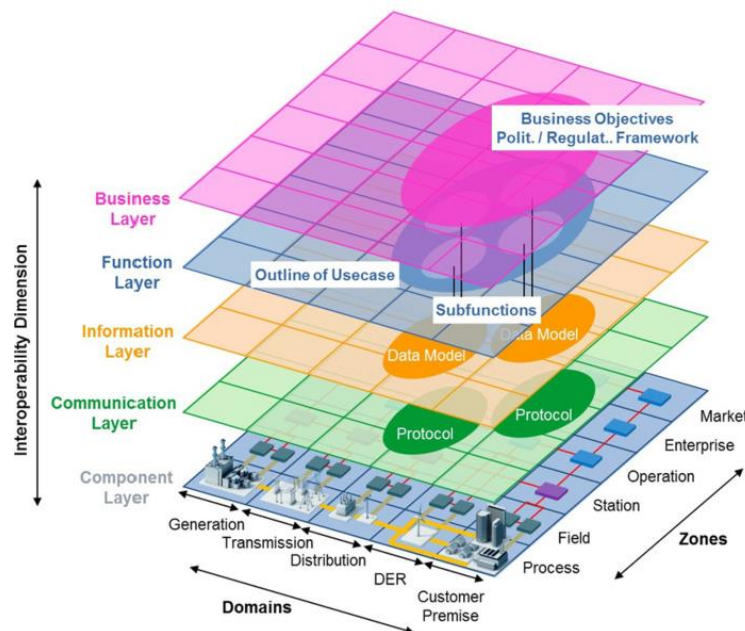 Business Objectives
Polit. / Regulat.. Framework
Interoperability Dimension
Business
Layer
Function
Layer
Outline of Usecase
Subfunctions
Information
Layer
Data Model
Data Model
Communication
Layer
Protocol
Protocol
Component
Layer
Market
Enterprise
Operation
Station
Field
Process
Zones
Generation
Transmission
Distribution
DER
Customer
Premise
Domains